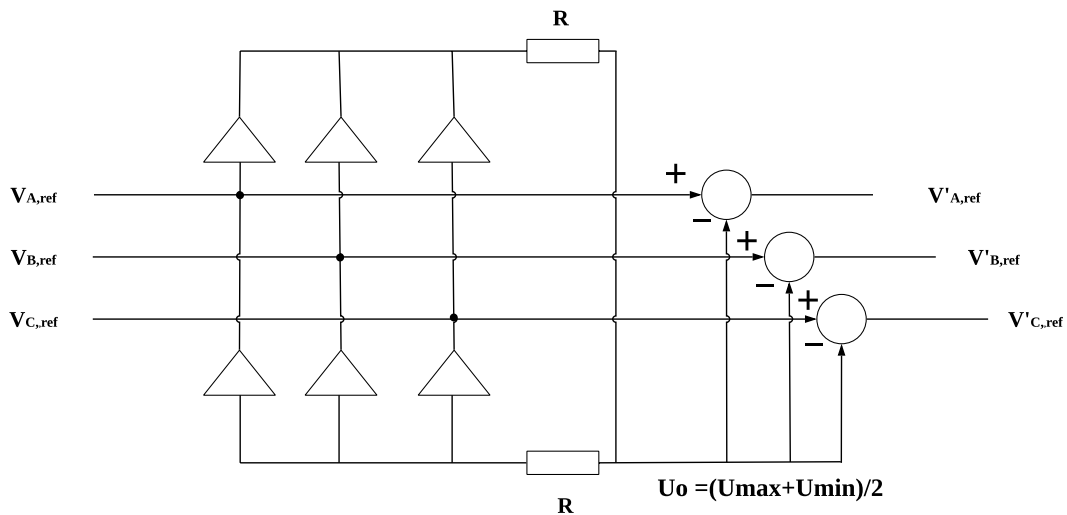 R
+
VA,ref
V'A,ref
−
+
VB,ref
V'B,ref
−
+
VC,.ref
V'C,.ref
−
Uo =(Umax+Umin)/2
R